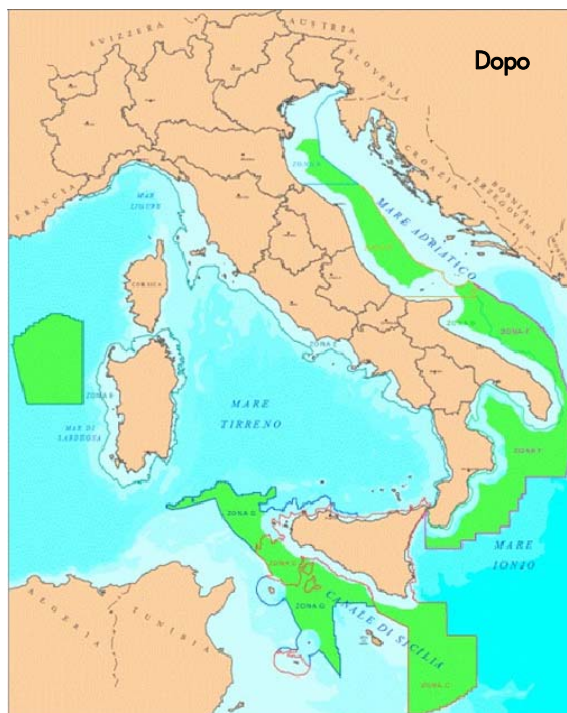 Dopo
SVIZZERA
AUSTRIA
SLOVENIA
CROAZIA
BOSNIA-
ERZEGOVINA
FRANCIA
MAR
LIGURE
ZONA A
MARE ADRIATICO
CORSICA
ZONA F
ZONA E
MARE
TIRRENO
MAR DI
SARDEGNA
ZONA F
ZONA G
MARE
IONIO
ZONA G
CANALE DI SICILIA
ZONA C
ALGERIA
TUNISIA